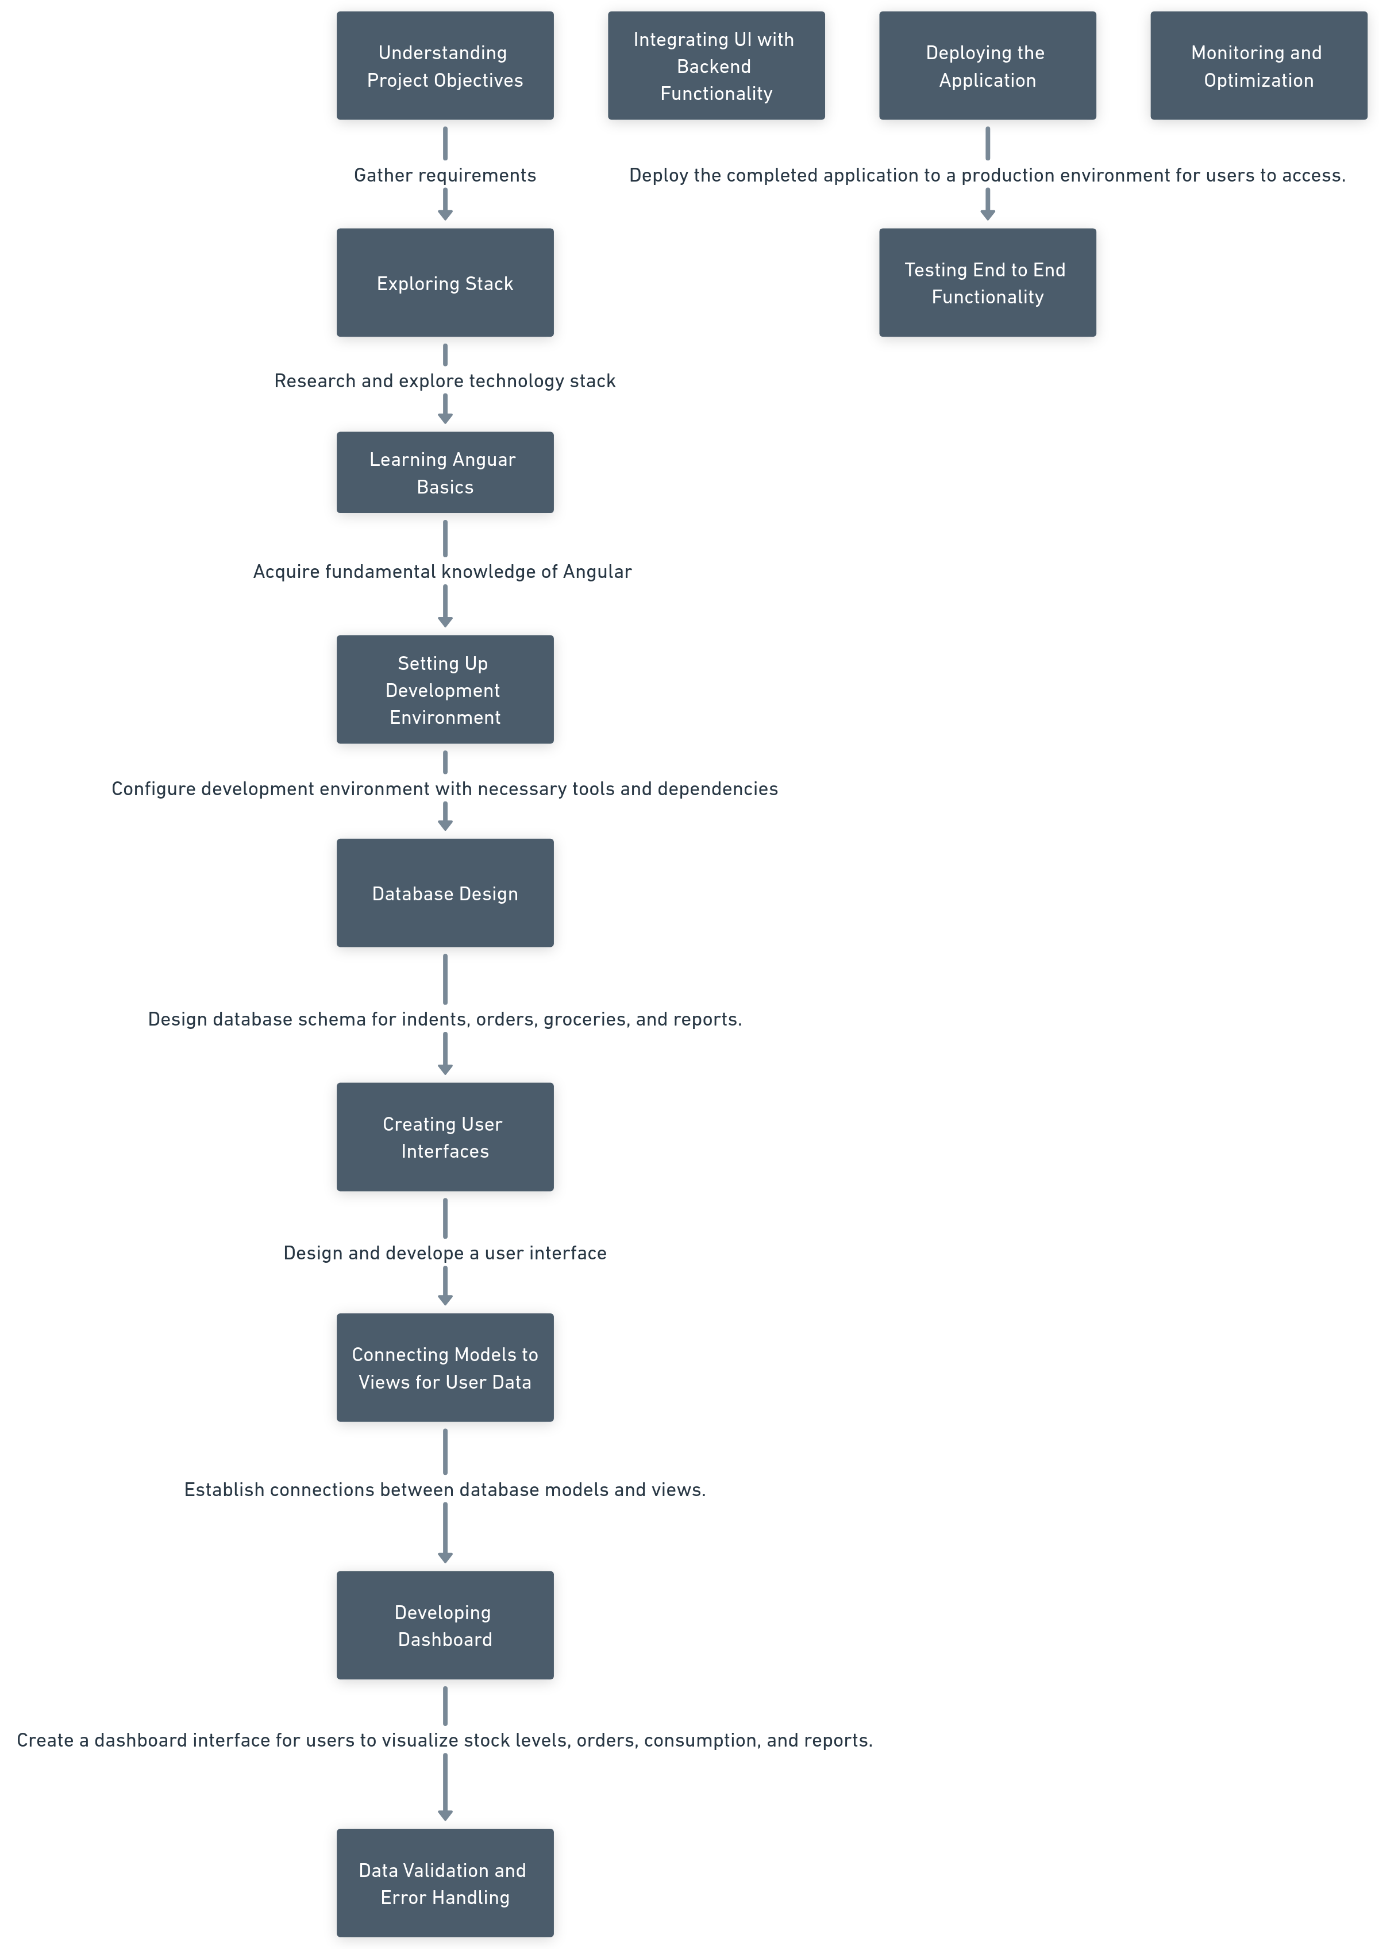 Understanding
Project Objectives
Integrating UI with
Backend
Functionality
Deploying the
Application
Monitoring and
Optimization
Gather requirements
Deploy the completed application to a production environment for users to access.
Exploring Stack
Testing End to End
Functionality
Research and explore technology stack
Learning Anguar
Basics
Acquire fundamental knowledge of Angular
Setting Up
Development
Environment
Configure development environment with necessary tools and dependencies
Database Design
Design database schema for indents, orders, groceries, and reports.
Creating User
Interfaces
Design and develope a user interface
Connecting Models to
Views for User Data
Establish connections between database models and views.
Developing
Dashboard
Create a dashboard interface for users to visualize stock levels, orders, consumption, and reports.
Data Validation and
Error Handling